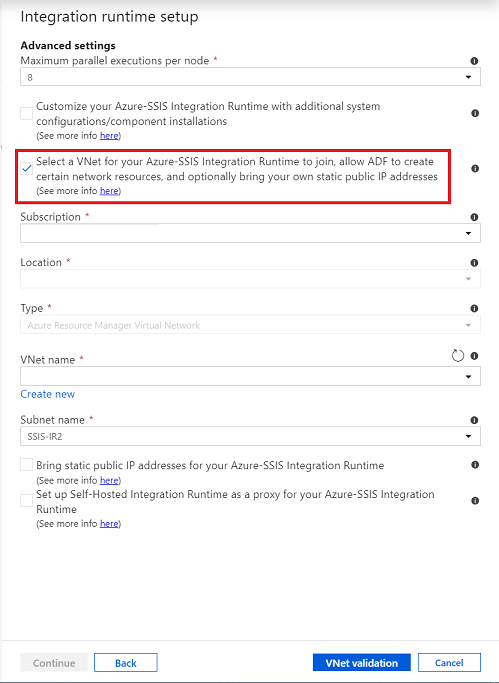 Integration runtime setup
Advanced settings
Maximum parallel executions per node *
8
Customize your Azure-SSIS Integration Runtime with additional system
configurations/component installations
(See more info here)
Select a VNet for your Azure-SSIS Integration Runtime to join, allow ADF to create
certain network resources, and optionally bring your own static public IP addresses
(See more info here)
Subscription *
Location *
Type *
Azure Resource Manager Virtual Network
VNet name *
Create new
Subnet name *
SSIS-IR2
Bring static public IP addresses for your Azure-SSIS Integration Runtime
(See more info here)
Set up Self-Hosted Integration Runtime as a proxy for your Azure-SSIS Integration
Runtime
(See more info here)
Continue Back VNet validation Cancel